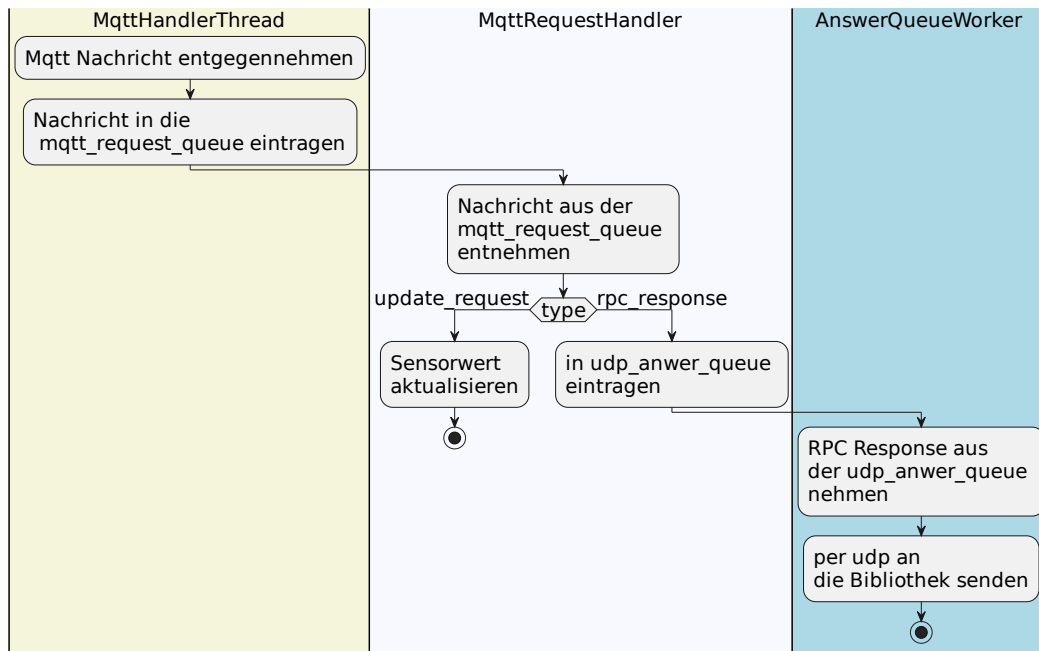 MqttHandlerThread
MqttRequestHandler
AnswerQueueWorker
Mqtt Nachricht entgegennehmen
Nachricht in die
mqtt_request_queue eintragen
Nachricht aus der
mqtt_request_queue
entnehmen
update_request
type
rpc_response
Sensorwert
aktualisieren
in udp_anwer_queue
eintragen
RPC Response aus
der udp_anwer_queue
nehmen
per udp an
die Bibliothek senden